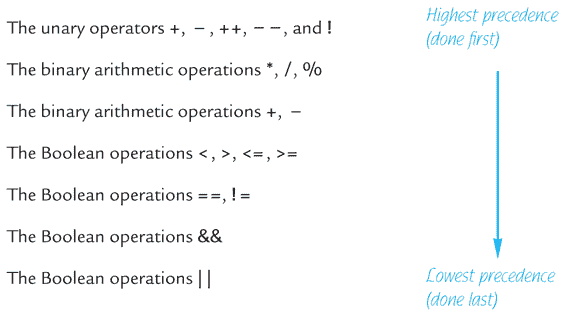 The unary operators +, −, ++, −−, and !
Highest precedence
(done first)
The binary arithmetic operations *, /, %
The binary arithmetic operations +, −
The Boolean operations <, >, <=, >=
The Boolean operations ==, !=
The Boolean operations &&
The Boolean operations ||
Lowest precedence
(done last)